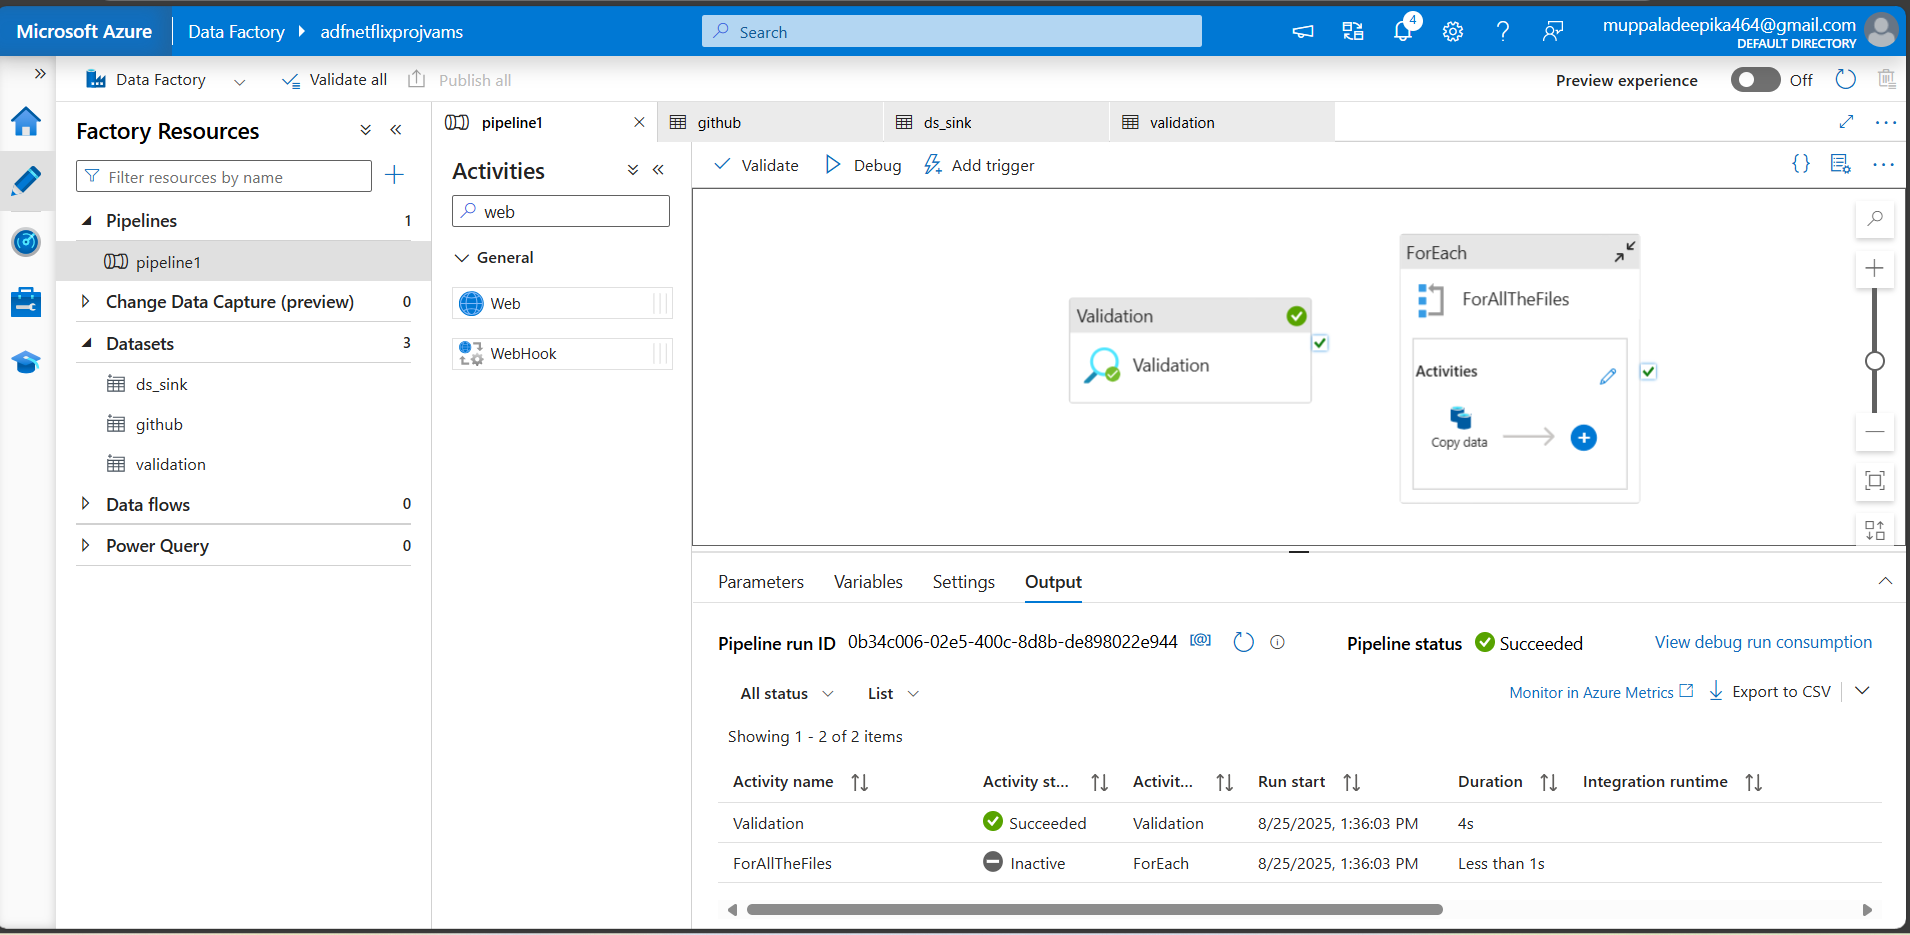 Microsoft Azure
Data Factory
adfnetflixprojvams
Search
4
muppaladeepika464@gmail.com
DEFAULT DIRECTORY
Data Factory
Validate all
Publish all
Preview experience
Off
Factory Resources
Filter resources by name
Pipelines 1
pipeline1
Change Data Capture (preview) 0
Datasets 3
ds_sink
github
validation
Data flows 0
Power Query 0
pipeline1
github
ds_sink
validation
Activities
web
General
Web
WebHook
Validate
Debug
Add trigger
{}
Validation
Validation
ForEach
ForAllTheFiles
Activities
Copy data
Parameters
Variables
Settings
Output
Pipeline run ID 0b34c006-02e5-400c-8d8b-de898022e944 [@]
Pipeline status Succeeded
View debug run consumption
All status
List
Monitor in Azure Metrics
Export to CSV
Showing 1 - 2 of 2 items
Activity name Activity st... Activit... Run start Duration Integration runtime
Validation Succeeded Validation 8/25/2025, 1:36:03 PM 4s
ForAllTheFiles Inactive ForEach 8/25/2025, 1:36:03 PM Less than 1s